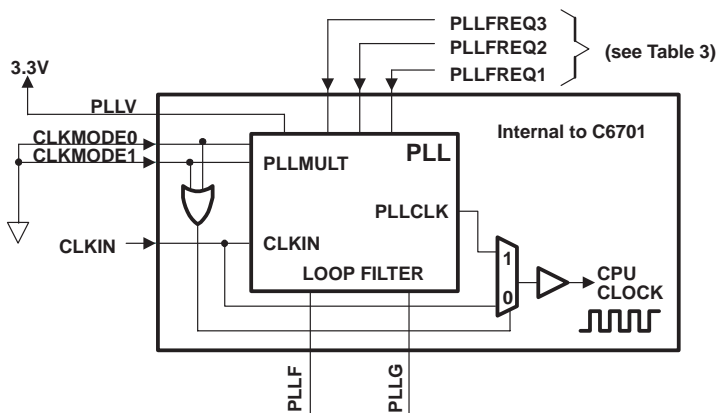 PLLFREQ3
PLLFREQ2
PLLFREQ1
(see Table 3)
3.3V
PLLV
CLKMODE0
CLKMODE1
Internal to C6701
PLL
PLLMULT
PLLCLK
CLKIN
CLKIN
LOOP FILTER
1
0
CPU
CLOCK
PLLF
PLLG